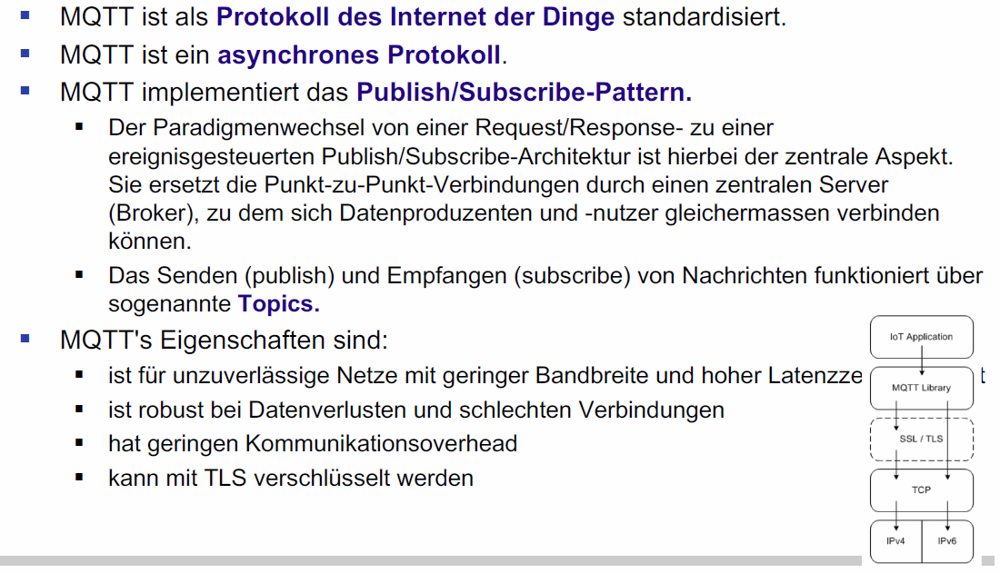 MQTT ist als Protokoll des Internet der Dinge standardisiert.
MQTT ist ein asynchrones Protokoll.
MQTT implementiert das Publish/Subscribe-Pattern.
Der Paradigmenwechsel von einer Request/Response- zu einer
ereignisgesteuerten Publish/Subscribe-Architektur ist hierbei der zentrale Aspekt.
Sie ersetzt die Punkt-zu-Punkt-Verbindungen durch einen zentralen Server
(Broker), zu dem sich Datenproduzenten und -nutzer gleichermassen verbinden
können.
Das Senden (publish) und Empfangen (subscribe) von Nachrichten funktioniert über
sogenannte Topics.
MQTT's Eigenschaften sind:
ist für unzuverlässige Netze mit geringer Bandbreite und hoher
ist robust bei Datenverlusten und schlechten Verbindungen
hat geringen Kommunikationsoverhead
kann mit TLS verschlüsselt werden
IoT Application
MQTT Library
SSL / TLS
TCP
IPv4 IPv6